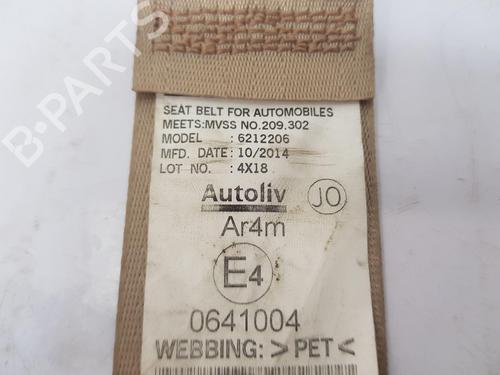 SEAT BELT FOR AUTOMOBILES
MEETS:MVSS NO.209,302
MODEL : 6212206
MFD. DATE: 10/2014
LOT NO. : 4X18
Autoliv JO
Ar4m
E4
0641004
WEBBING: >PET<
B-PARTS